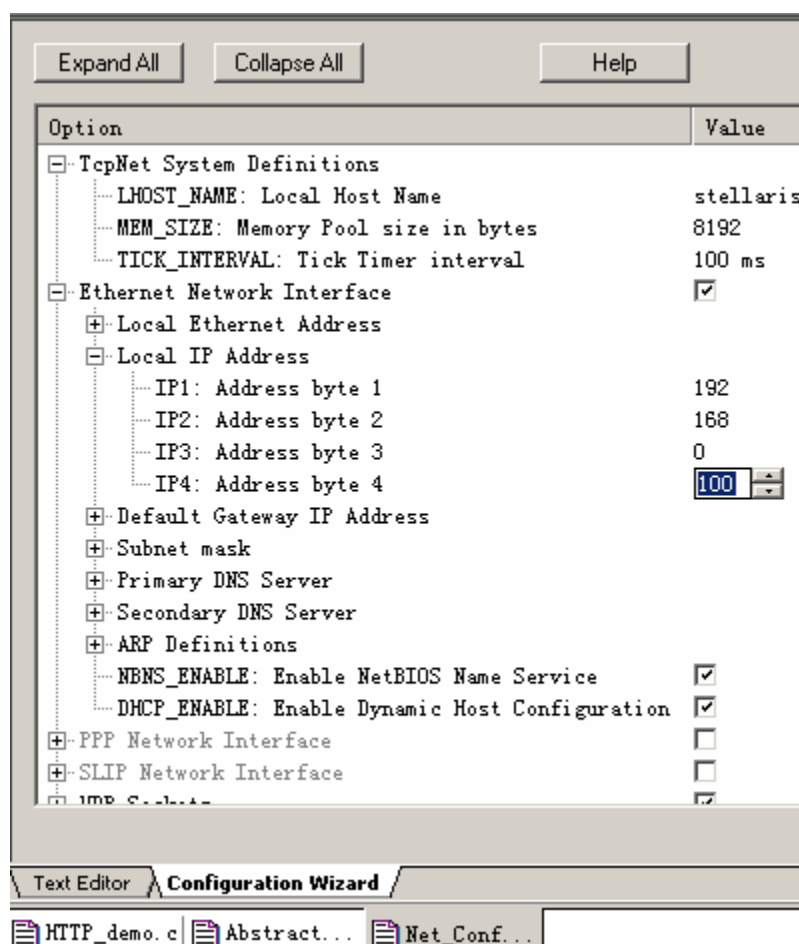 Expand All Collapse All Help
Option Value
TcpNet System Definitions
LHOST_NAME: Local Host Name stellaris
MEM_SIZE: Memory Pool size in bytes 8192
TICK_INTERVAL: Tick Timer interval 100 ms
Ethernet Network Interface
Local Ethernet Address
Local IP Address
IP1: Address byte 1 192
IP2: Address byte 2 168
IP3: Address byte 3 0
IP4: Address byte 4 100
Default Gateway IP Address
Subnet mask
Primary DNS Server
Secondary DNS Server
ARP Definitions
NBNS_ENABLE: Enable NetBIOS Name Service
DHCP_ENABLE: Enable Dynamic Host Configuration
PPP Network Interface
SLIP Network Interface
UDP Sockets
Text Editor Configuration Wizard
HTTP_demo.c Abstract... Net_Conf...